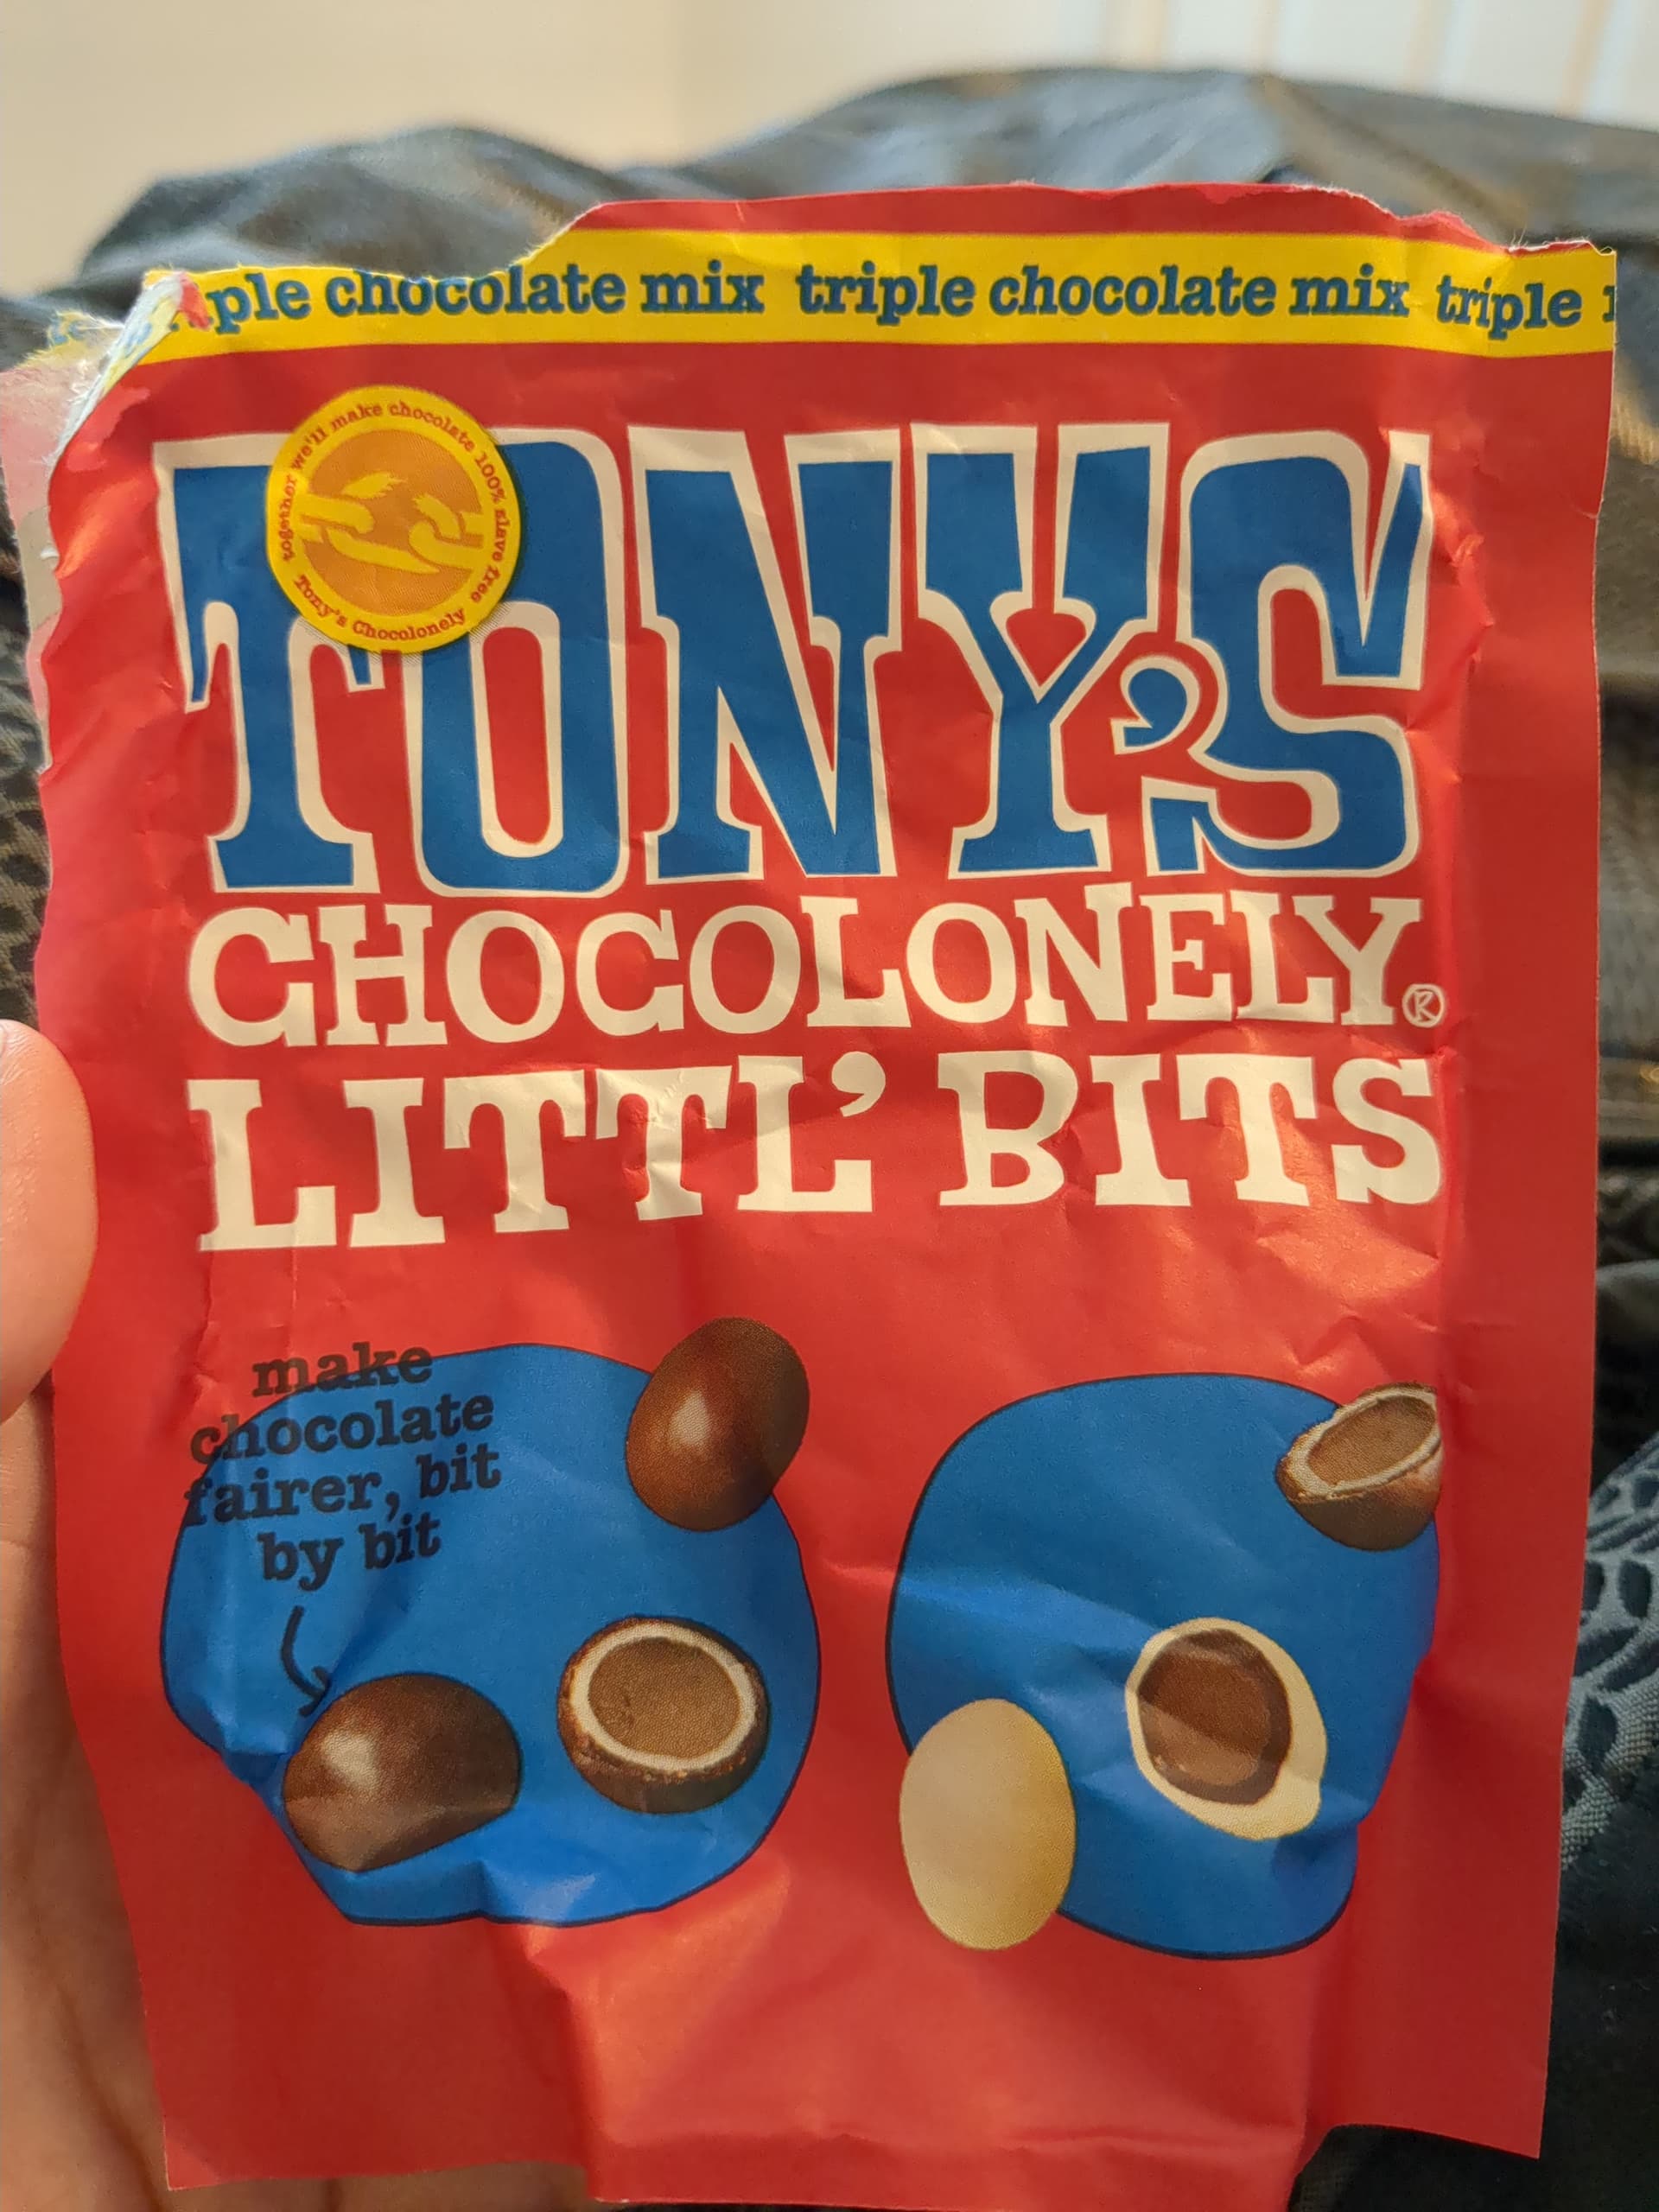 ple chocolate mix triple chocolate mix triple
together we'll make chocolate 100% slave free
Tony's Chocolonely
TONY'S
CHOCOLONELY®
LITTL' BITS
make
chocolate
fairer, bit
by bit